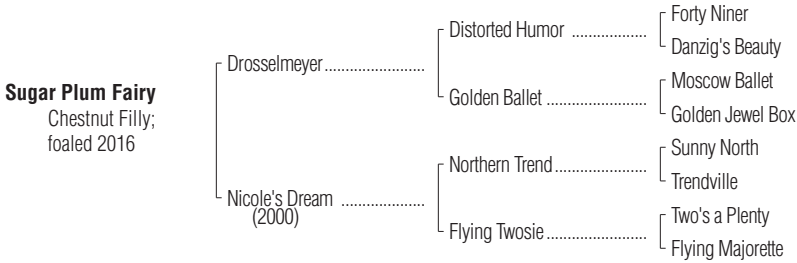 Forty Niner
Distorted Humor ..................
Danzig's Beauty
Drosselmeyer........................
Moscow Ballet
Golden Ballet ........................
Golden Jewel Box
Sugar Plum Fairy
Chestnut Filly;
foaled 2016
Sunny North
Northern Trend......................
Trendville
Nicole's Dream ....................
(2000)
Two's a Plenty
Flying Twosie........................
Flying Majorette